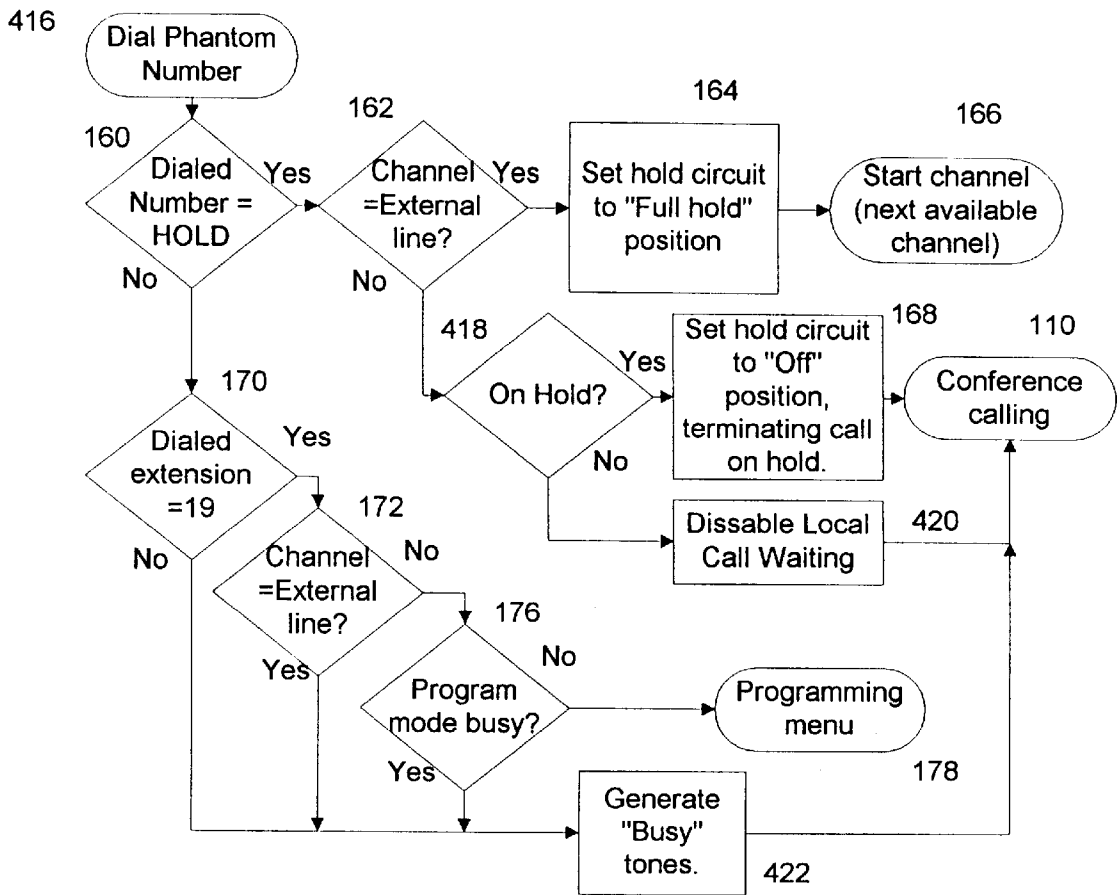 416
Dial Phantom
Number
160
Dialed
Number =
HOLD
Yes
No
162
Channel
=External
line?
Yes
No
164
Set hold circuit
to "Full hold"
position
166
Start channel
(next available
channel)
418
On Hold?
Yes
No
168
Set hold circuit
to "Off"
position,
terminating call
on hold.
110
Conference
calling
Dissable Local
Call Waiting
420
170
Dialed
extension
=19
Yes
No
172
Channel
=External
line?
No
Yes
176
Program
mode busy?
No
Yes
Programming
menu
178
Generate
"Busy"
tones.
422